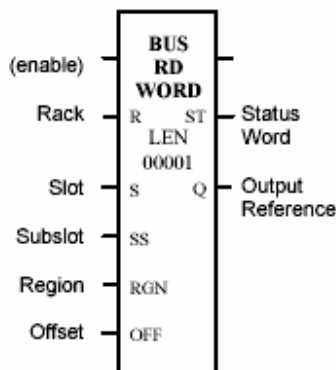 BUS
RD
WORD
(enable)
Rack R ST Status
Word
LEN
00001
Slot S Q Output
Reference
Subslot SS
Region RGN
Offset OFF